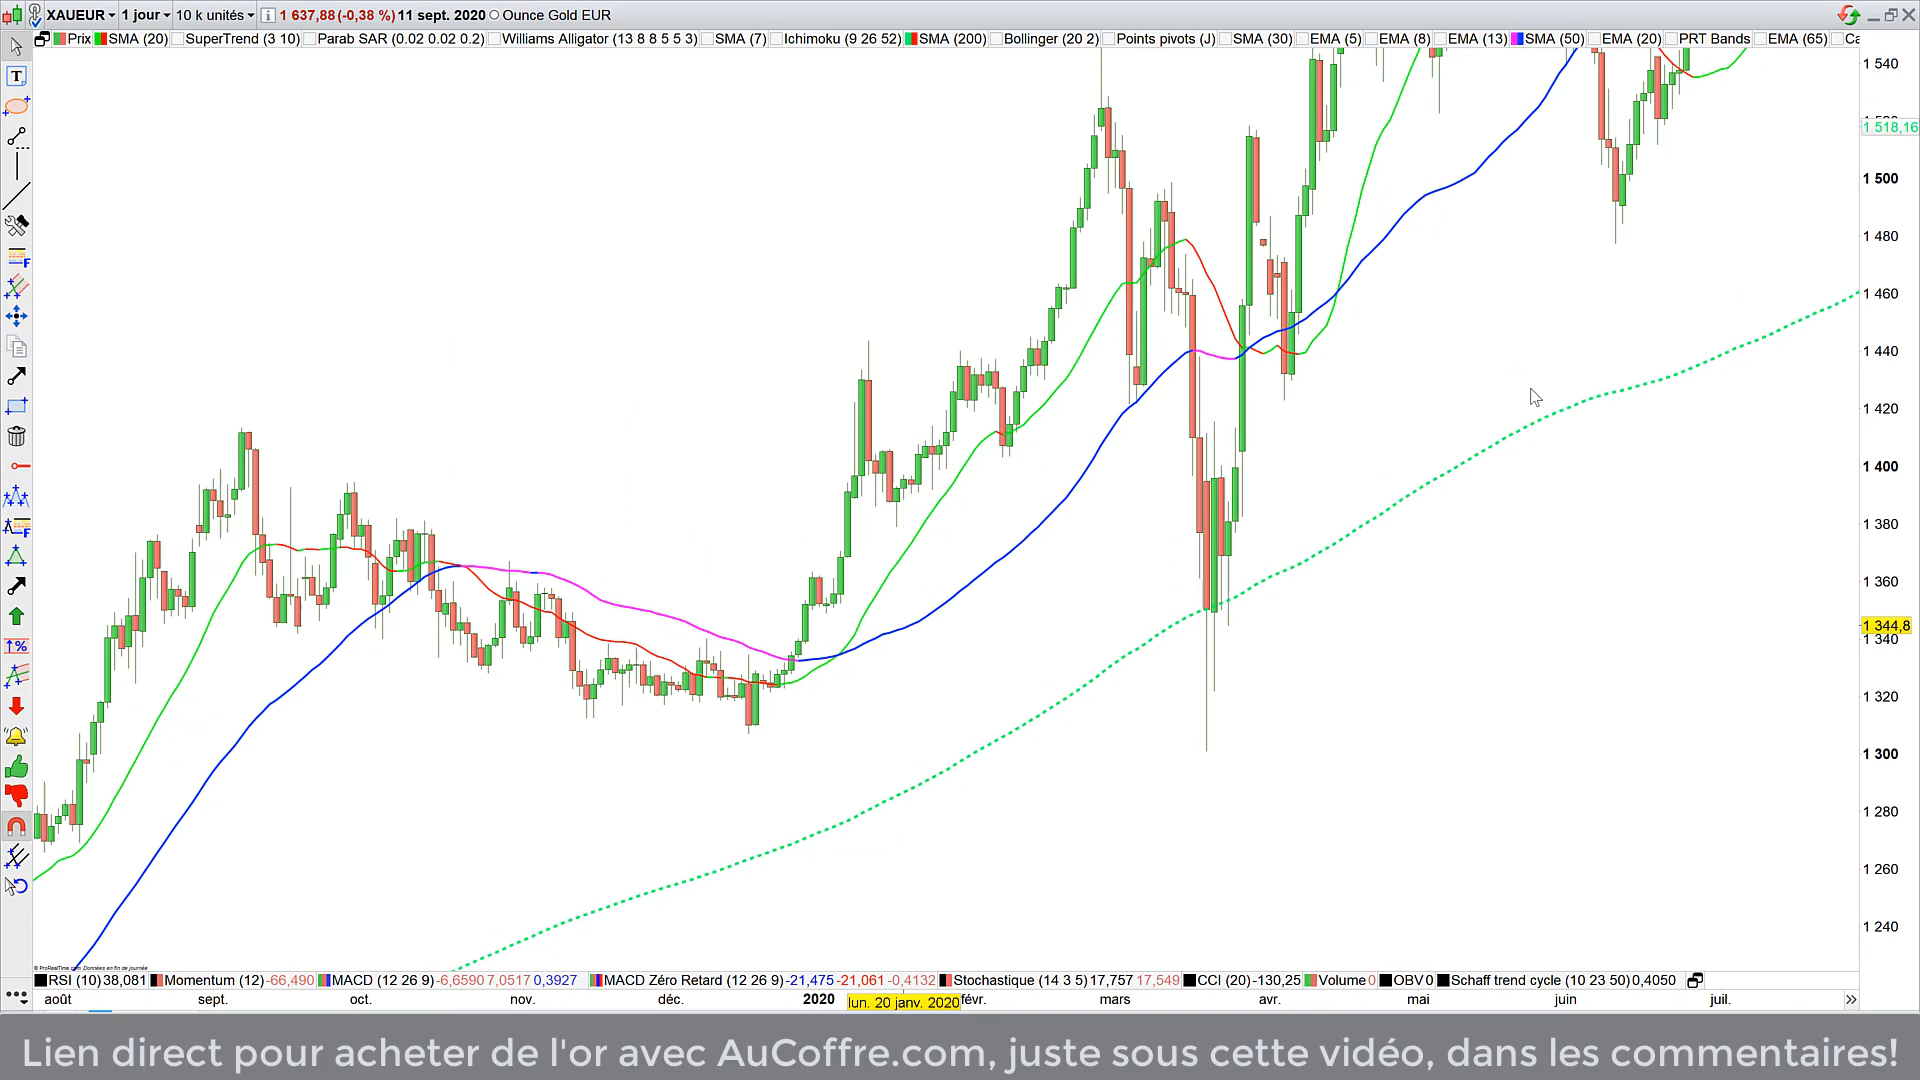 XAUEUR 1 jour 10 k unités i 1 637,88 (-0,38 %) 11 sept. 2020 Ounce Gold EUR
Prix SMA (20) SuperTrend (3 10) Parab SAR (0.02 0.02 0.2) Williams Alligator (13 8 8 5 5 3) SMA (7) Ichimoku (9 26 52) SMA (200) Bollinger (20 2) Points pivots (J) SMA (30) EMA (5) EMA (8) EMA (13) SMA (50) EMA (20) PRT Bands EMA (65) Ca
1 540
1 518,16
1 500
1 480
1 460
1 440
1 420
1 400
1 380
1 360
1 344,8
1 340
1 320
1 300
1 280
1 260
1 240
© ProRealTime.com Données en fin de journée
RSI (10) 38,081 Momentum (12) -66,490 MACD (12 26 9) -6,6590 7,0517 0,3927 MACD Zéro Retard (12 26 9) -21,475 -21,061 -0,4132 Stochastique (14 3 5) 17,757 17,549 CCI (20) -130,25 Volume 0 OBV 0 Schaff trend cycle (10 23 50) 0,4050
août sept. oct. nov. déc. 2020 lun. 20 janv. 2020 févr. mars avr. mai juin juil.
Lien direct pour acheter de l'or avec AuCoffre.com, juste sous cette vidéo, dans les commentaires!